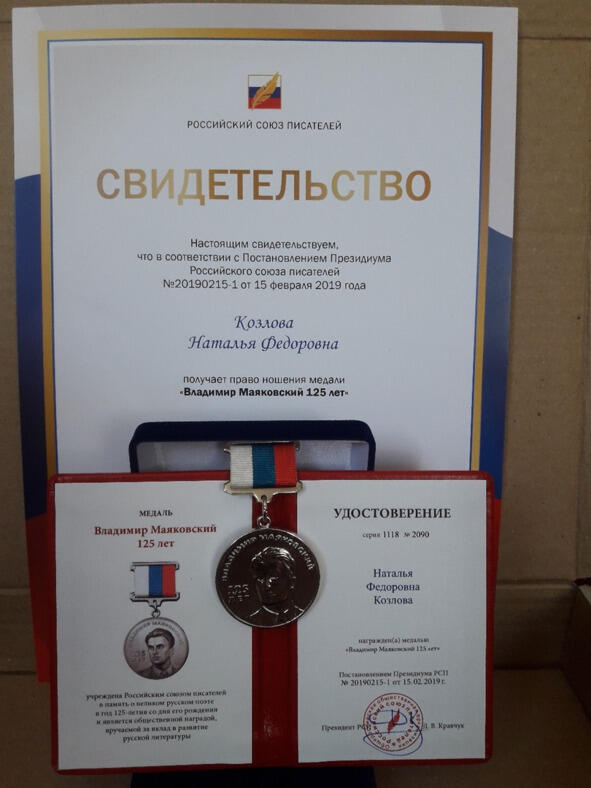 РОССИЙСКИЙ СОЮЗ ПИСАТЕЛЕЙ
СВИДЕТЕЛЬСТВО
Настоящим свидетельствуем,
что в соответствии с Постановлением Президиума
Российского союза писателей
№20190215-1 от 15 февраля 2019 года
Козлова
Наталья Федоровна
получает право ношения медали
«Владимир Маяковский 125 лет»
МЕДАЛЬ
Владимир Маяковский
125 лет
учреждена Российским союзом писателей
в память о великом русском поэте
в год 125-летия со дня его рождения
и является общественной наградой,
вручаемой за вклад в развитие
русской литературы
ВЛАДИМИР МАЯКОВСКИЙ
125
ЛЕТ
УДОСТОВЕРЕНИЕ
серия 1118 № 2090
Наталья
Федоровна
Козлова
награжден(а) медалью
«Владимир Маяковский 125 лет»
Постановлением Президиума РСП
№ 20190215-1 от 15.02.2019 г.
Президент Д. В. Кравчук